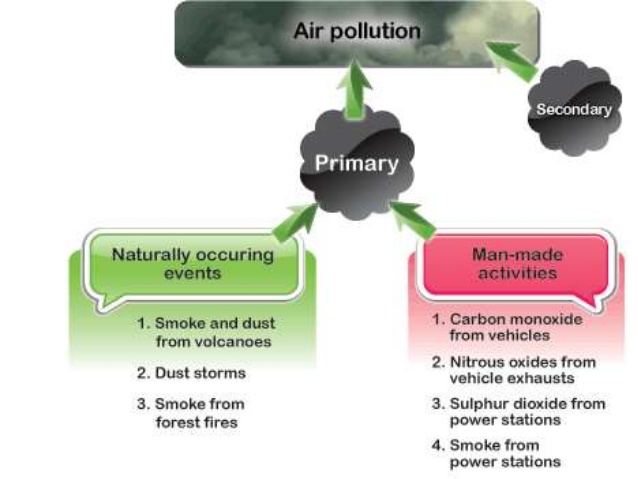 Air pollution
Secondary
Primary
Naturally occuring
events
1. Smoke and dust
from volcanoes
2. Dust storms
3. Smoke from
forest fires
Man-made
activities
1. Carbon monoxide
from vehicles
2. Nitrous oxides from
vehicle exhausts
3. Sulphur dioxide from
power stations
4. Smoke from
power stations